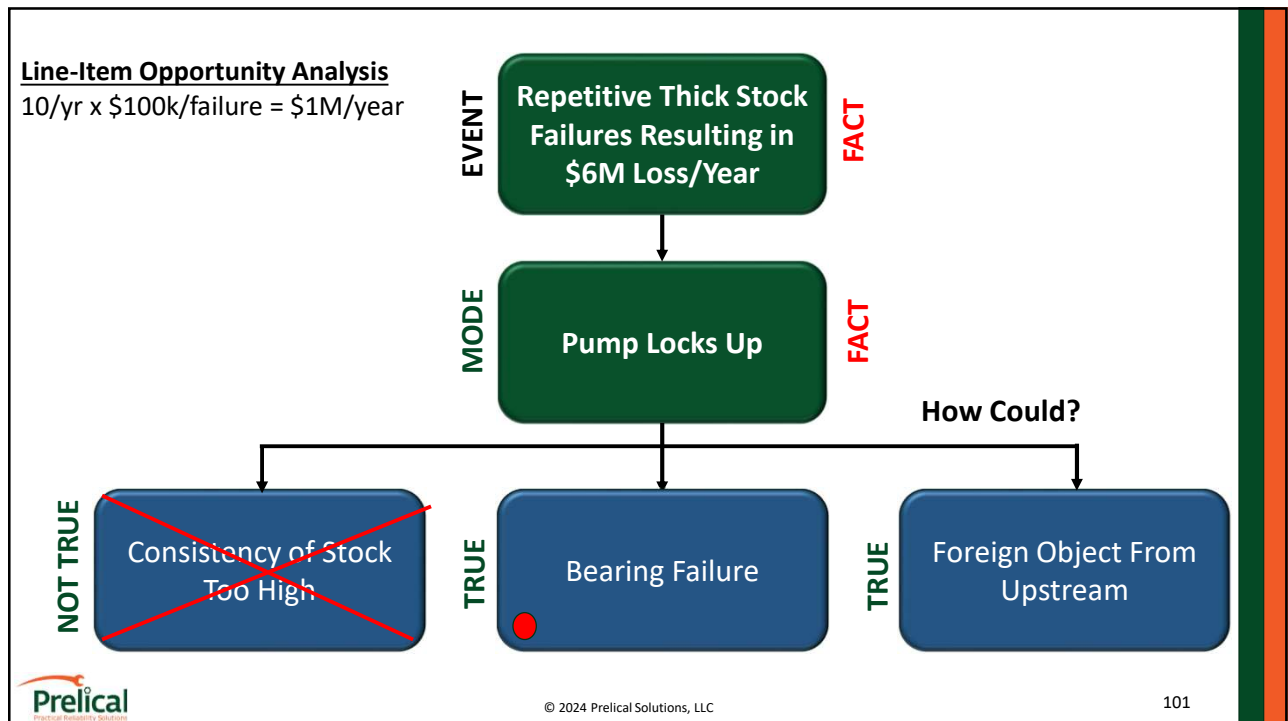 Line-Item Opportunity Analysis
10/yr x $100k/failure = $1M/year
EVENT
Repetitive Thick Stock
Failures Resulting in
$6M Loss/Year
FACT
MODE
Pump Locks Up
FACT
How Could?
NOT TRUE
Consistency of Stock
Too High
TRUE
Bearing Failure
TRUE
Foreign Object From
Upstream
Prelical
Practical Reliability Solutions
© 2024 Prelical Solutions, LLC
101